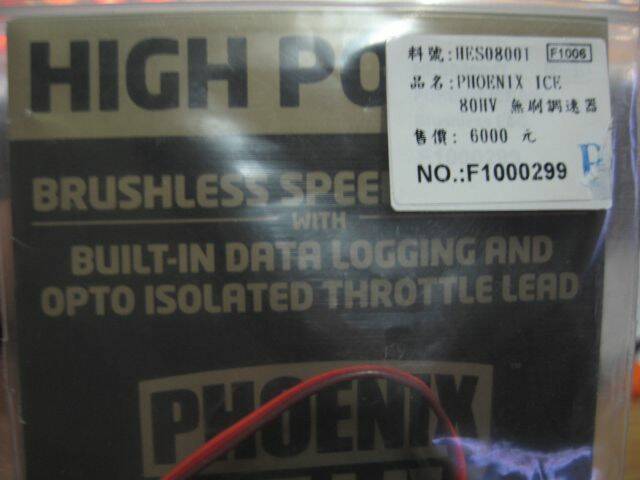 HIGH PO
料號:HES08001 F1006
品名:PHOENIX ICE
80HV 無刷調速器
售價: 6000 元
NO.:F1000299
BRUSHLESS SPEE
WITH
BUILT-IN DATA LOGGING AND
OPTO ISOLATED THROTTLE LEAD
PHOENIX